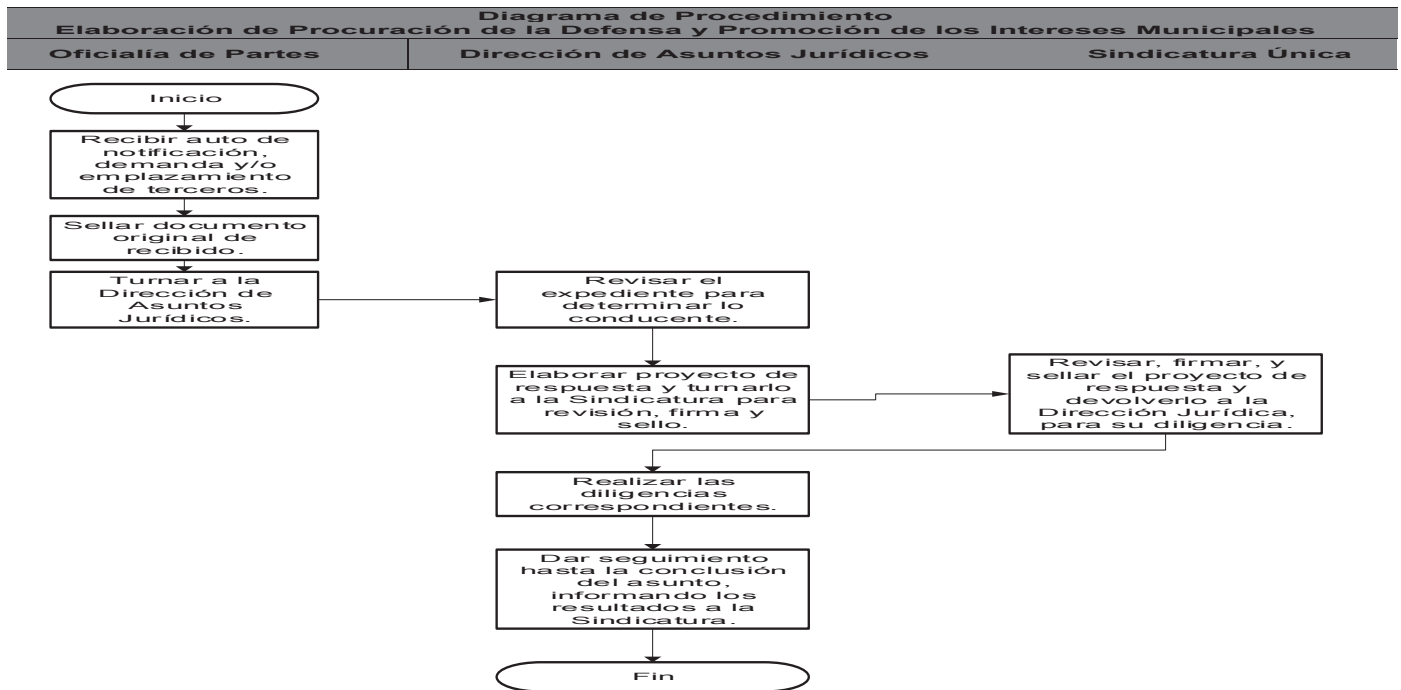 Diagrama de Procedimiento
Elaboración de Procuración de la Defensa y Promoción de los Intereses Municipales
Oficialía de Partes
Dirección de Asuntos Jurídicos
Sindicatura Única
Inicio
Recibir auto de
notificación,
demanda y/o
emplazamiento
de terceros.
Sellar documento
original de
recibido.
Turnar a la
Dirección de
Asuntos
Jurídicos.
Revisar el
expediente para
determinar lo
conducente.
Elaborar proyecto de
respuesta y turnarlo
a la Sindicatura para
revisión, firma y
sello.
Revisar, firmar, y
sellar el proyecto de
respuesta y
devolverlo a la
Dirección Jurídica,
para su diligencia.
Realizar las
diligencias
correspondientes.
Dar seguimiento
hasta la conclusión
del asunto,
informando los
resultados a la
Sindicatura.
Fin